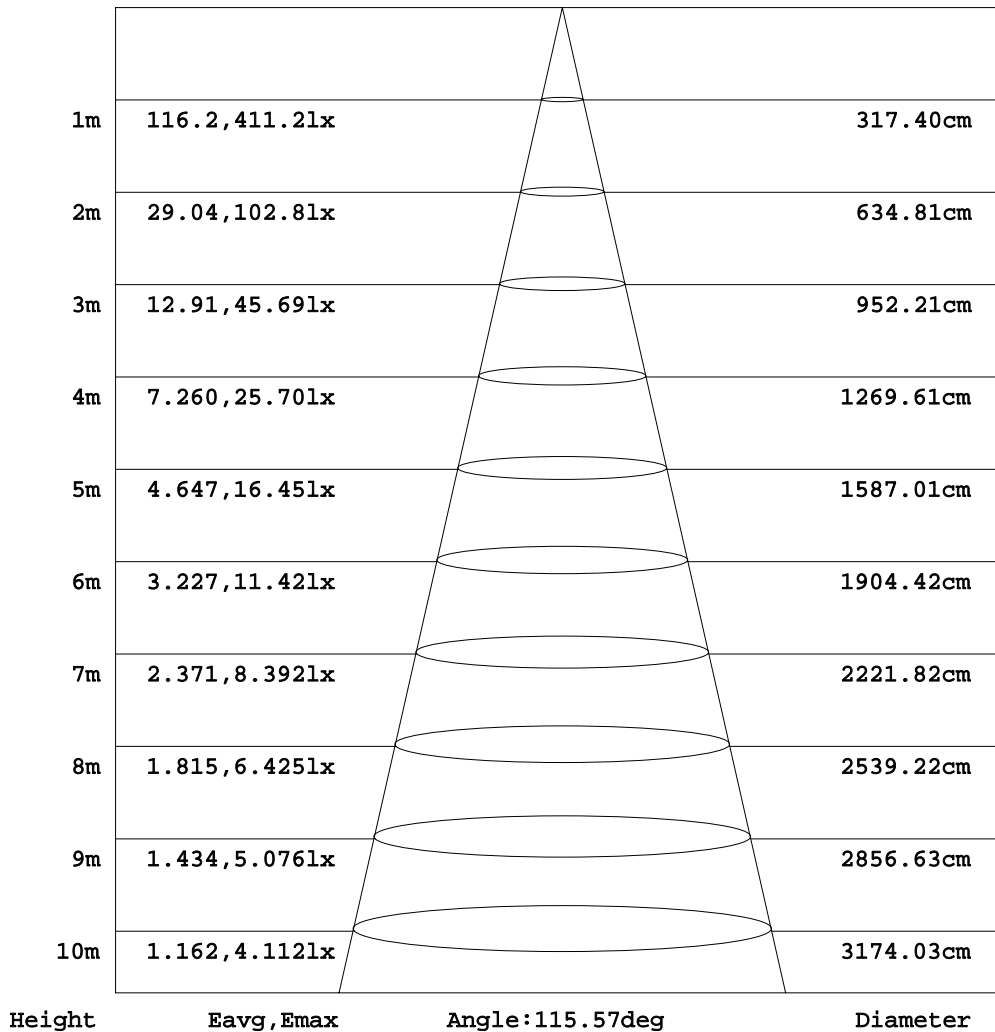 1m 116.2,411.2lx 317.40cm
2m 29.04,102.8lx 634.81cm
3m 12.91,45.69lx 952.21cm
4m 7.260,25.70lx 1269.61cm
5m 4.647,16.45lx 1587.01cm
6m 3.227,11.42lx 1904.42cm
7m 2.371,8.392lx 2221.82cm
8m 1.815,6.425lx 2539.22cm
9m 1.434,5.076lx 2856.63cm
10m 1.162,4.112lx 3174.03cm
Height Eavg,Emax Angle:115.57deg Diameter